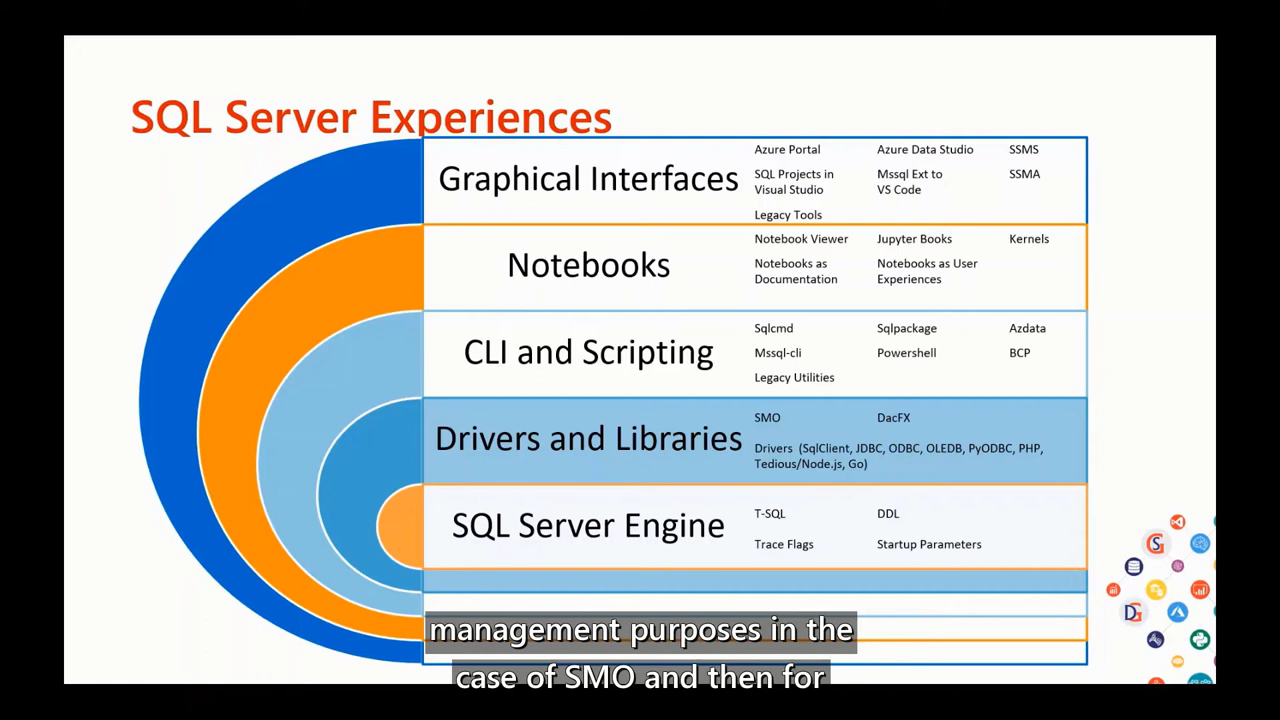 SQL Server Experiences
Graphical Interfaces
Azure Portal
Azure Data Studio
SSMS
SQL Projects in
Visual Studio
Mssql Ext to
VS Code
SSMA
Legacy Tools
Notebooks
Notebook Viewer
Jupyter Books
Kernels
Notebooks as
Documentation
Notebooks as User
Experiences
CLI and Scripting
Sqlcmd
Sqlpackage
Azdata
Mssql-cli
Powershell
BCP
Legacy Utilities
Drivers and Libraries
SMO
DacFX
Drivers (SqlClient, JDBC, ODBC, OLEDB, PyODBC, PHP,
Tedious/Node.js, Go)
SQL Server Engine
T-SQL
DDL
Trace Flags
Startup Parameters
management purposes in the
case of SMO and then for